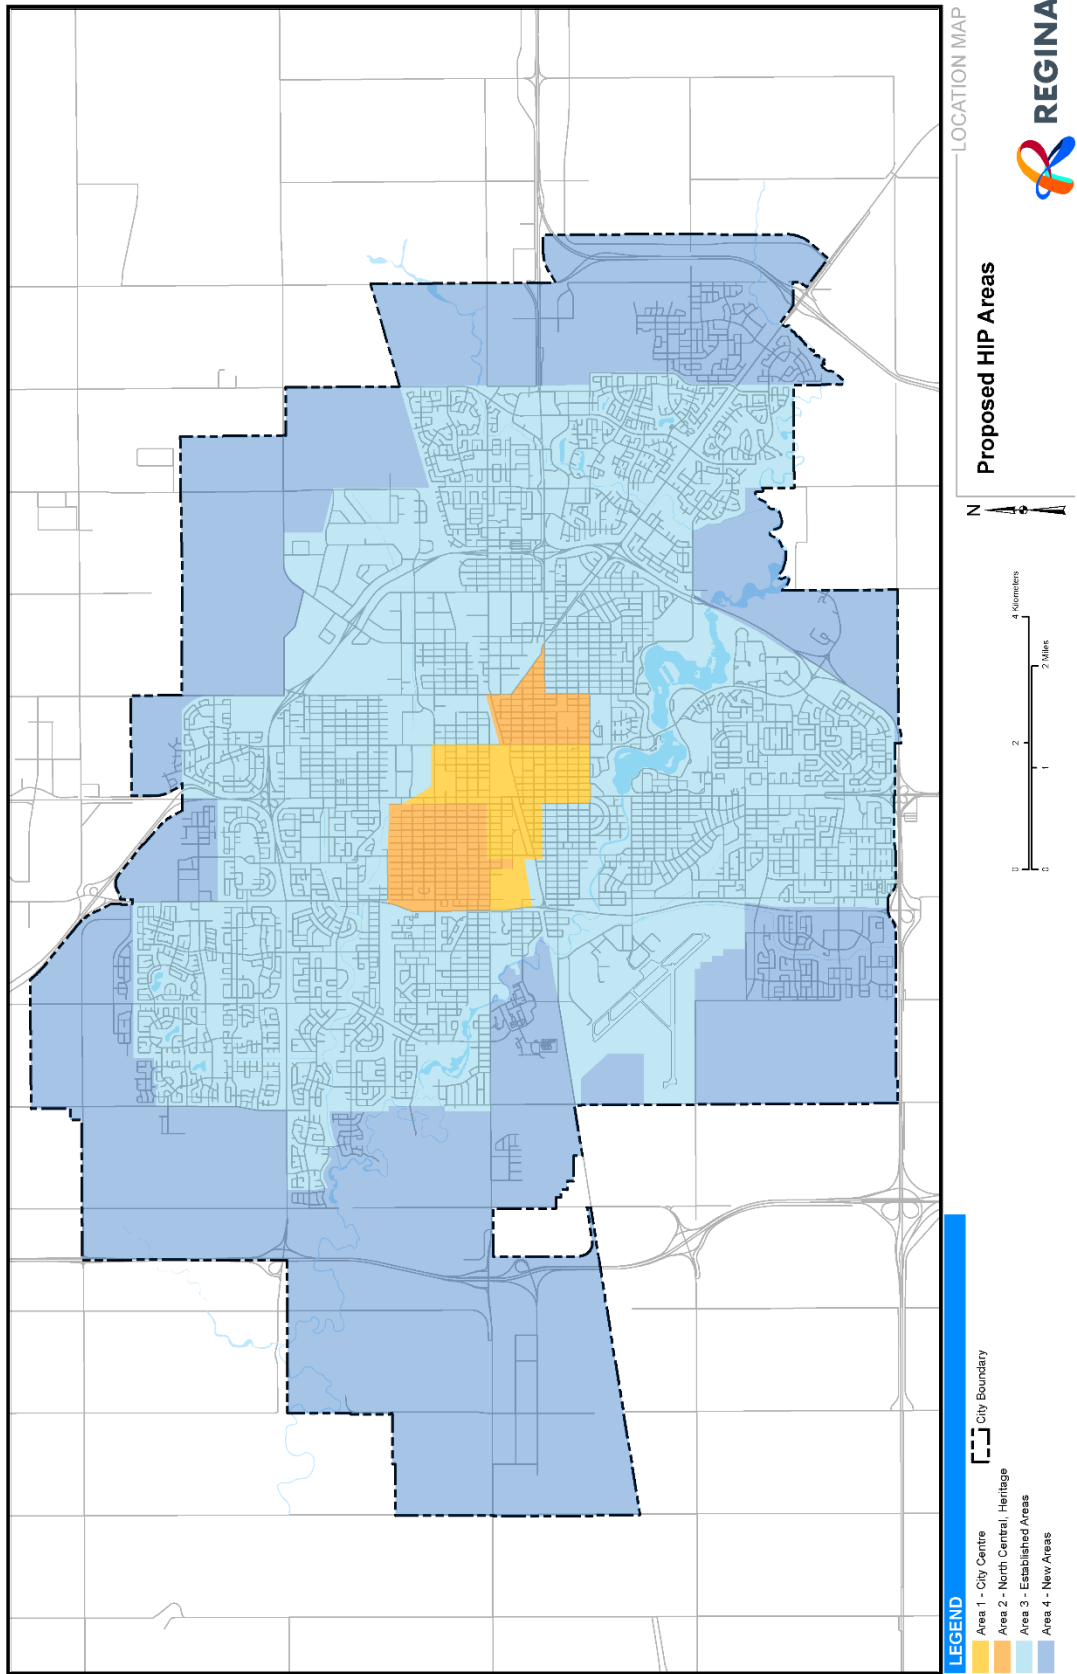 LOCATION MAP
REGINA
Proposed HIP Areas
N
0 2 4 Kilometers
0 1 2 Miles
LEGEND
Area 1 - City Centre
Area 2 - North Central, Heritage
Area 3 - Established Areas
Area 4 - New Areas
City Boundary